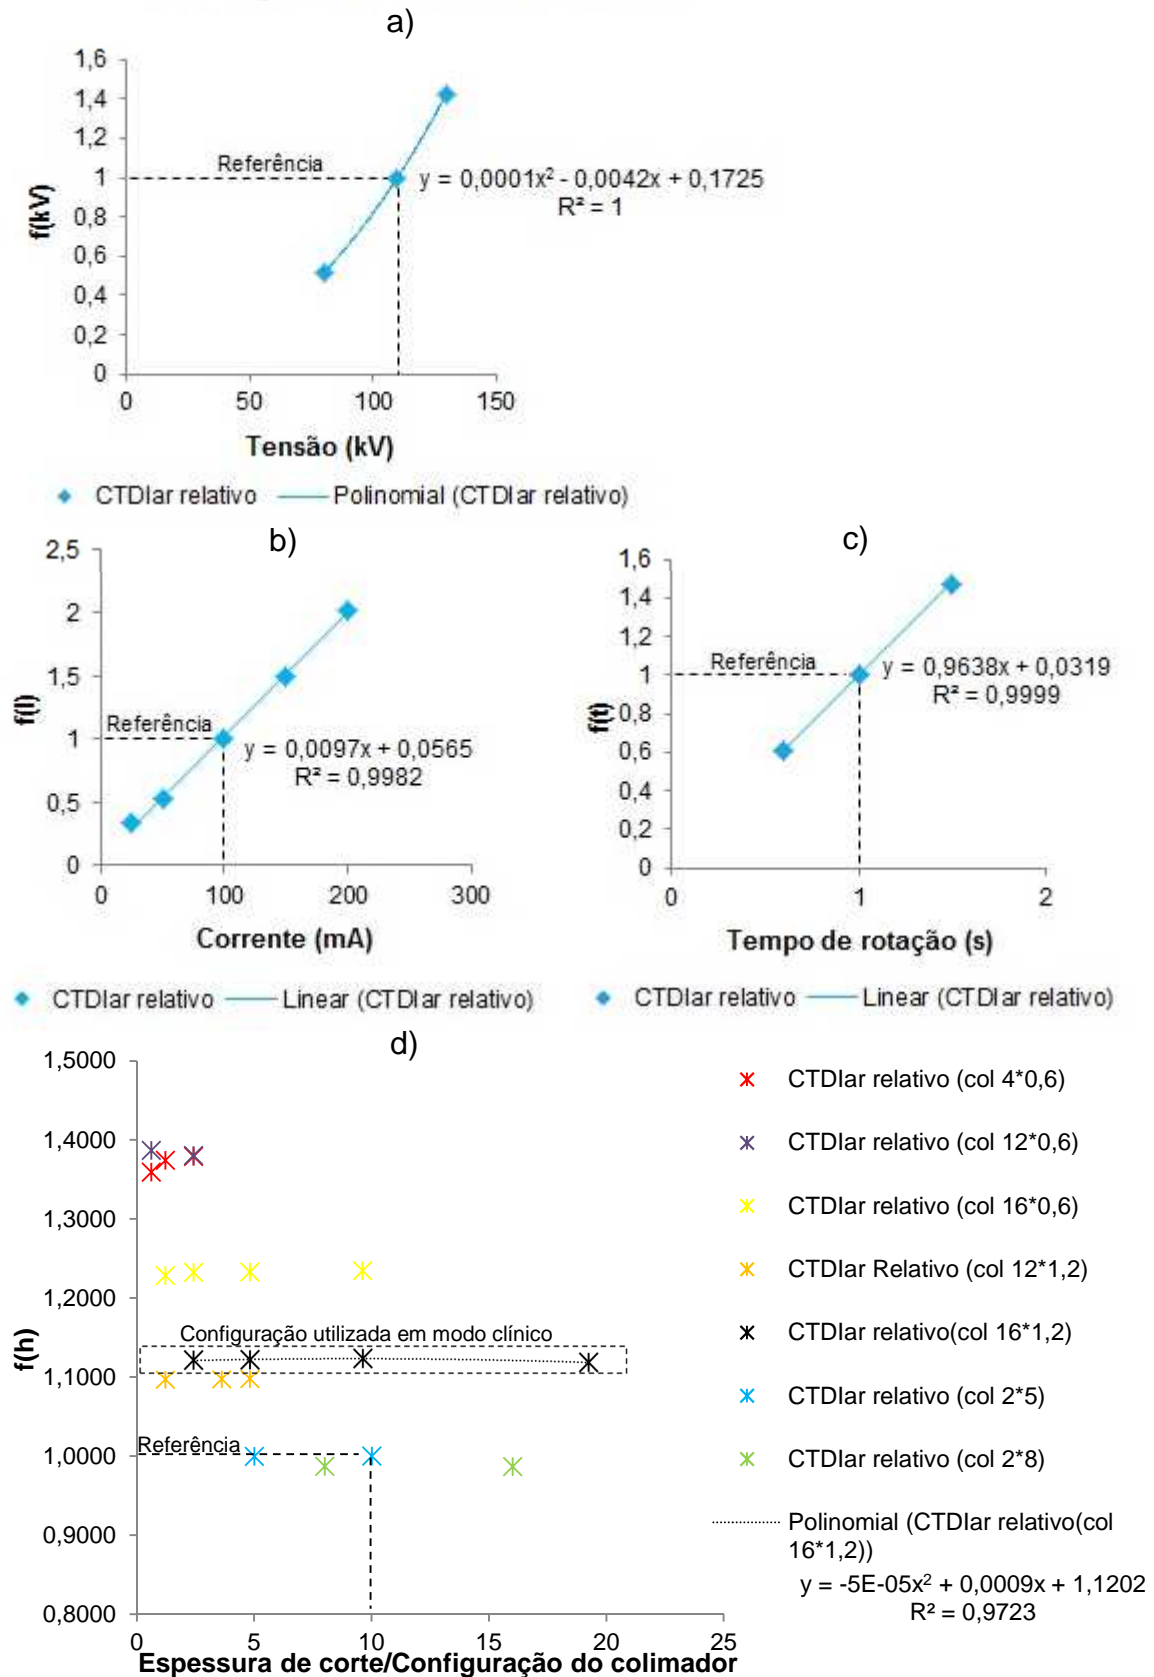 a)
1,6
1,4
1,2
1
0,8
0,6
0,4
0,2
0
f(kV)
Referência
y = 0,0001x² - 0,0042x + 0,1725
R² = 1
0 50 100 150
Tensão (kV)
CTDIar relativo Polinomial (CTDIar relativo)
b)
2,5
2
1,5
1
0,5
0
f(I)
Referência
y = 0,0097x + 0,0565
R² = 0,9982
0 100 200 300
Corrente (mA)
CTDIar relativo Linear (CTDIar relativo)
c)
1,6
1,4
1,2
1
0,8
0,6
0,4
0,2
0
f(t)
Referência
y = 0,9638x + 0,0319
R² = 0,9999
0 1 2
Tempo de rotação (s)
CTDIar relativo Linear (CTDIar relativo)
d)
1,5000
1,4000
1,3000
1,2000
1,1000
1,0000
0,9000
0,8000
f(h)
Configuração utilizada em modo clínico
Referência
0 5 10 15 20 25
Espessura de corte/Configuração do colimador
CTDIar relativo (col 4*0,6)
CTDIar relativo (col 12*0,6)
CTDIar relativo (col 16*0,6)
CTDIar Relativo (col 12*1,2)
CTDIar relativo(col 16*1,2)
CTDIar relativo (col 2*5)
CTDIar relativo (col 2*8)
Polinomial (CTDIar relativo(col
16*1,2))
y = -5E-05x² + 0,0009x + 1,1202
R² = 0,9723